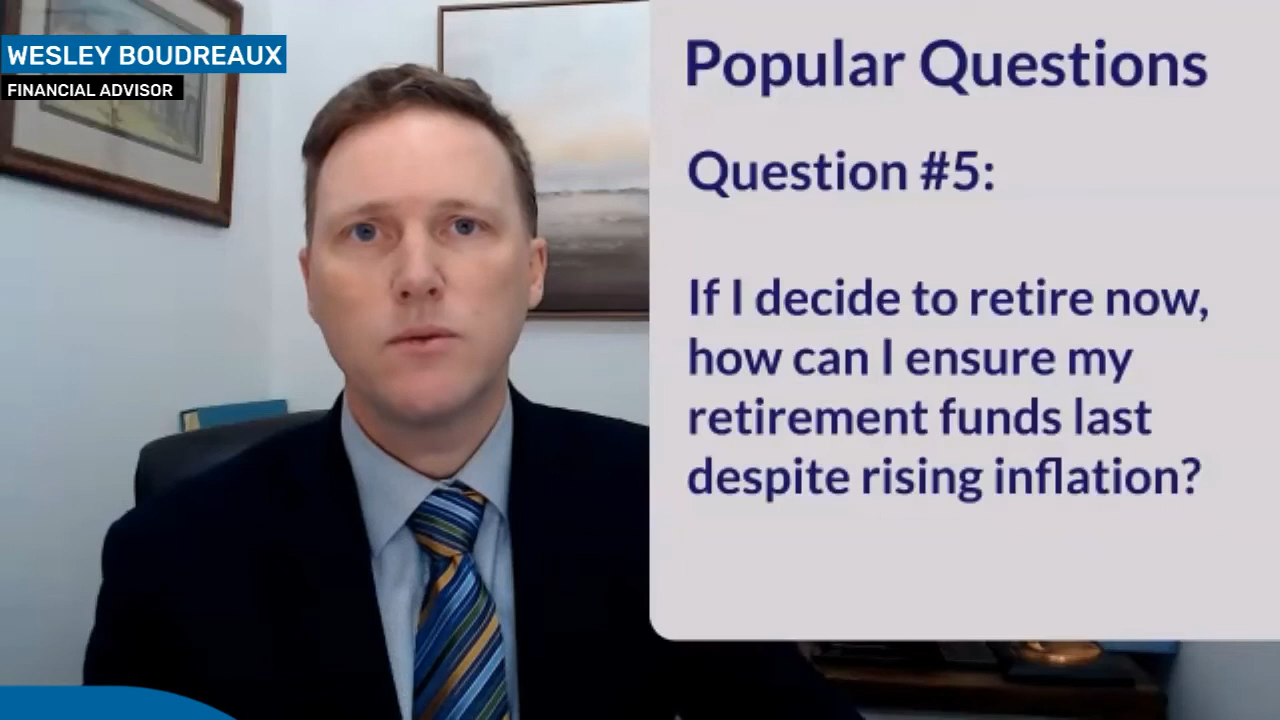 WESLEY BOUDREAUX
FINANCIAL ADVISOR
Popular Questions
Question #5:
If I decide to retire now,
how can I ensure my
retirement funds last
despite rising inflation?